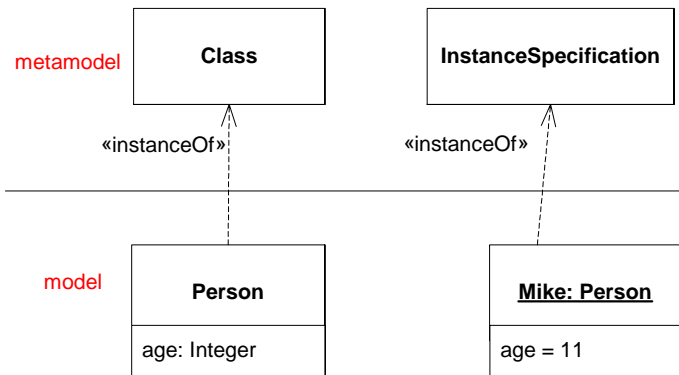 metamodel
Class
InstanceSpecification
«instanceOf»
«instanceOf»
model
Person
Mike: Person
age: Integer
age = 11